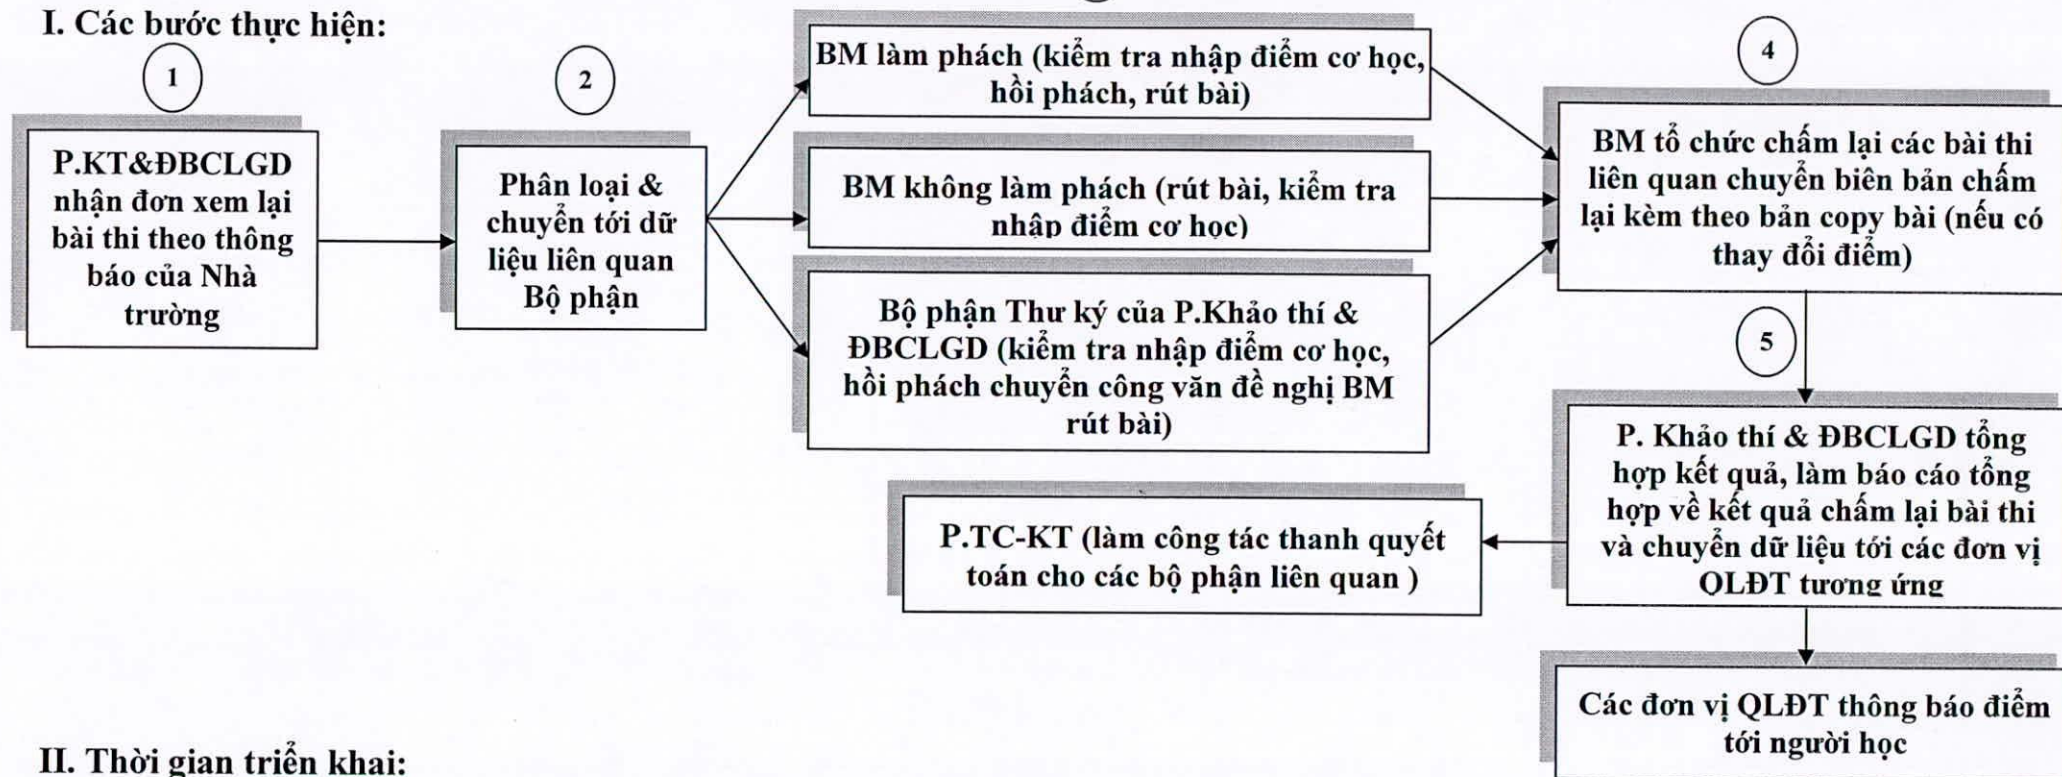 I. Các bước thực hiện:
1
P.KT&ĐBCLGD
nhận đơn xem lại
bài thi theo thông
báo của Nhà
trường
2
Phân loại &
chuyển tới dữ
liệu liên quan
Bộ phận
BM làm phách (kiểm tra nhập điểm cơ học,
hồi phách, rút bài)
BM không làm phách (rút bài, kiểm tra
nhập điểm cơ học)
Bộ phận Thư ký của P.Khảo thí &
ĐBCLGD (kiểm tra nhập điểm cơ học,
hồi phách chuyển công văn đề nghị BM
rút bài)
4
BM tổ chức chấm lại các bài thi
liên quan chuyển biên bản chấm
lại kèm theo bản copy bài (nếu có
thay đổi điểm)
5
P. Khảo thí & ĐBCLGD tổng
hợp kết quả, làm báo cáo tổng
hợp về kết quả chấm lại bài thi
và chuyển dữ liệu tới các đơn vị
QLĐT tương ứng
P.TC-KT (làm công tác thanh quyết
toán cho các bộ phận liên quan )
Các đơn vị QLĐT thông báo điểm
tới người học
II. Thời gian triển khai: